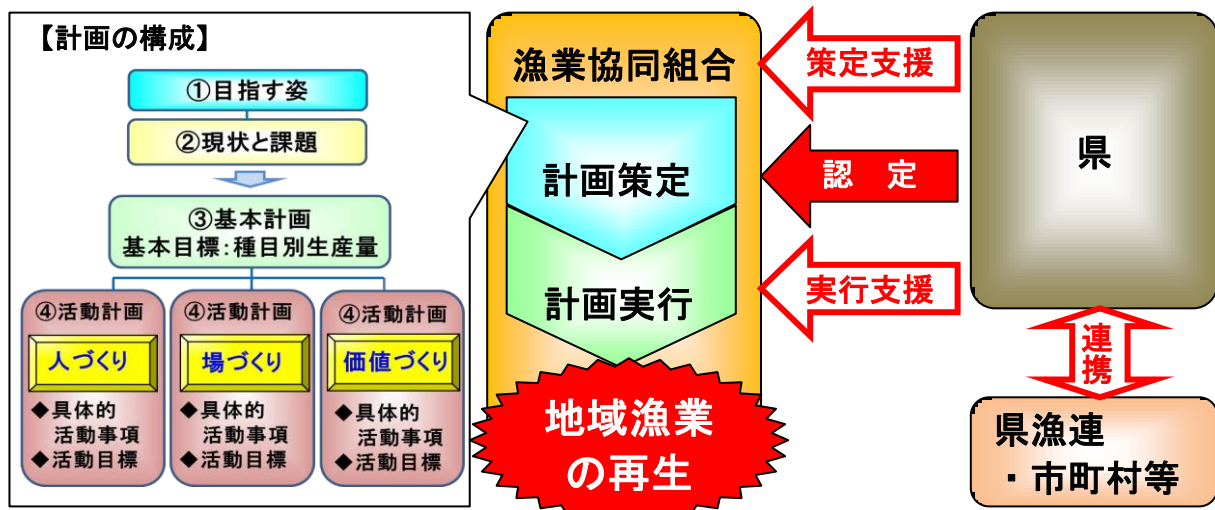 【計画の構成】
①目指す姿
②現状と課題
③基本計画
基本目標:種目別生産量
④活動計画
人づくり
◆具体的
活動事項
◆活動目標
④活動計画
場づくり
◆具体的
活動事項
◆活動目標
④活動計画
価値づくり
◆具体的
活動事項
◆活動目標
漁業協同組合
計画策定
計画実行
地域漁業
の再生
策定支援
認 定
実行支援
県
連
携
県漁連
・市町村等